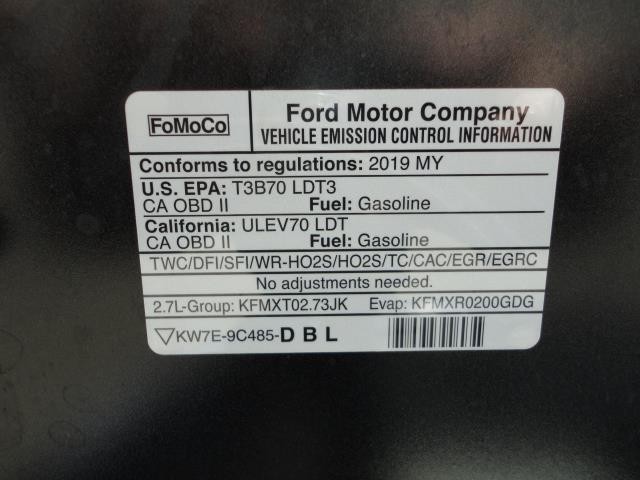 FoMoCo
Ford Motor Company
VEHICLE EMISSION CONTROL INFORMATION
Conforms to regulations: 2019 MY
U.S. EPA: T3B70 LDT3
CA OBD II Fuel: Gasoline
California: ULEV70 LDT
CA OBD II Fuel: Gasoline
TWC/DFI/SFI/WR-HO2S/HO2S/TC/CAC/EGR/EGRC
No adjustments needed.
2.7L-Group: KFMXT02.73JK Evap: KFMXR0200GDG
KW7E-9C485-DBL